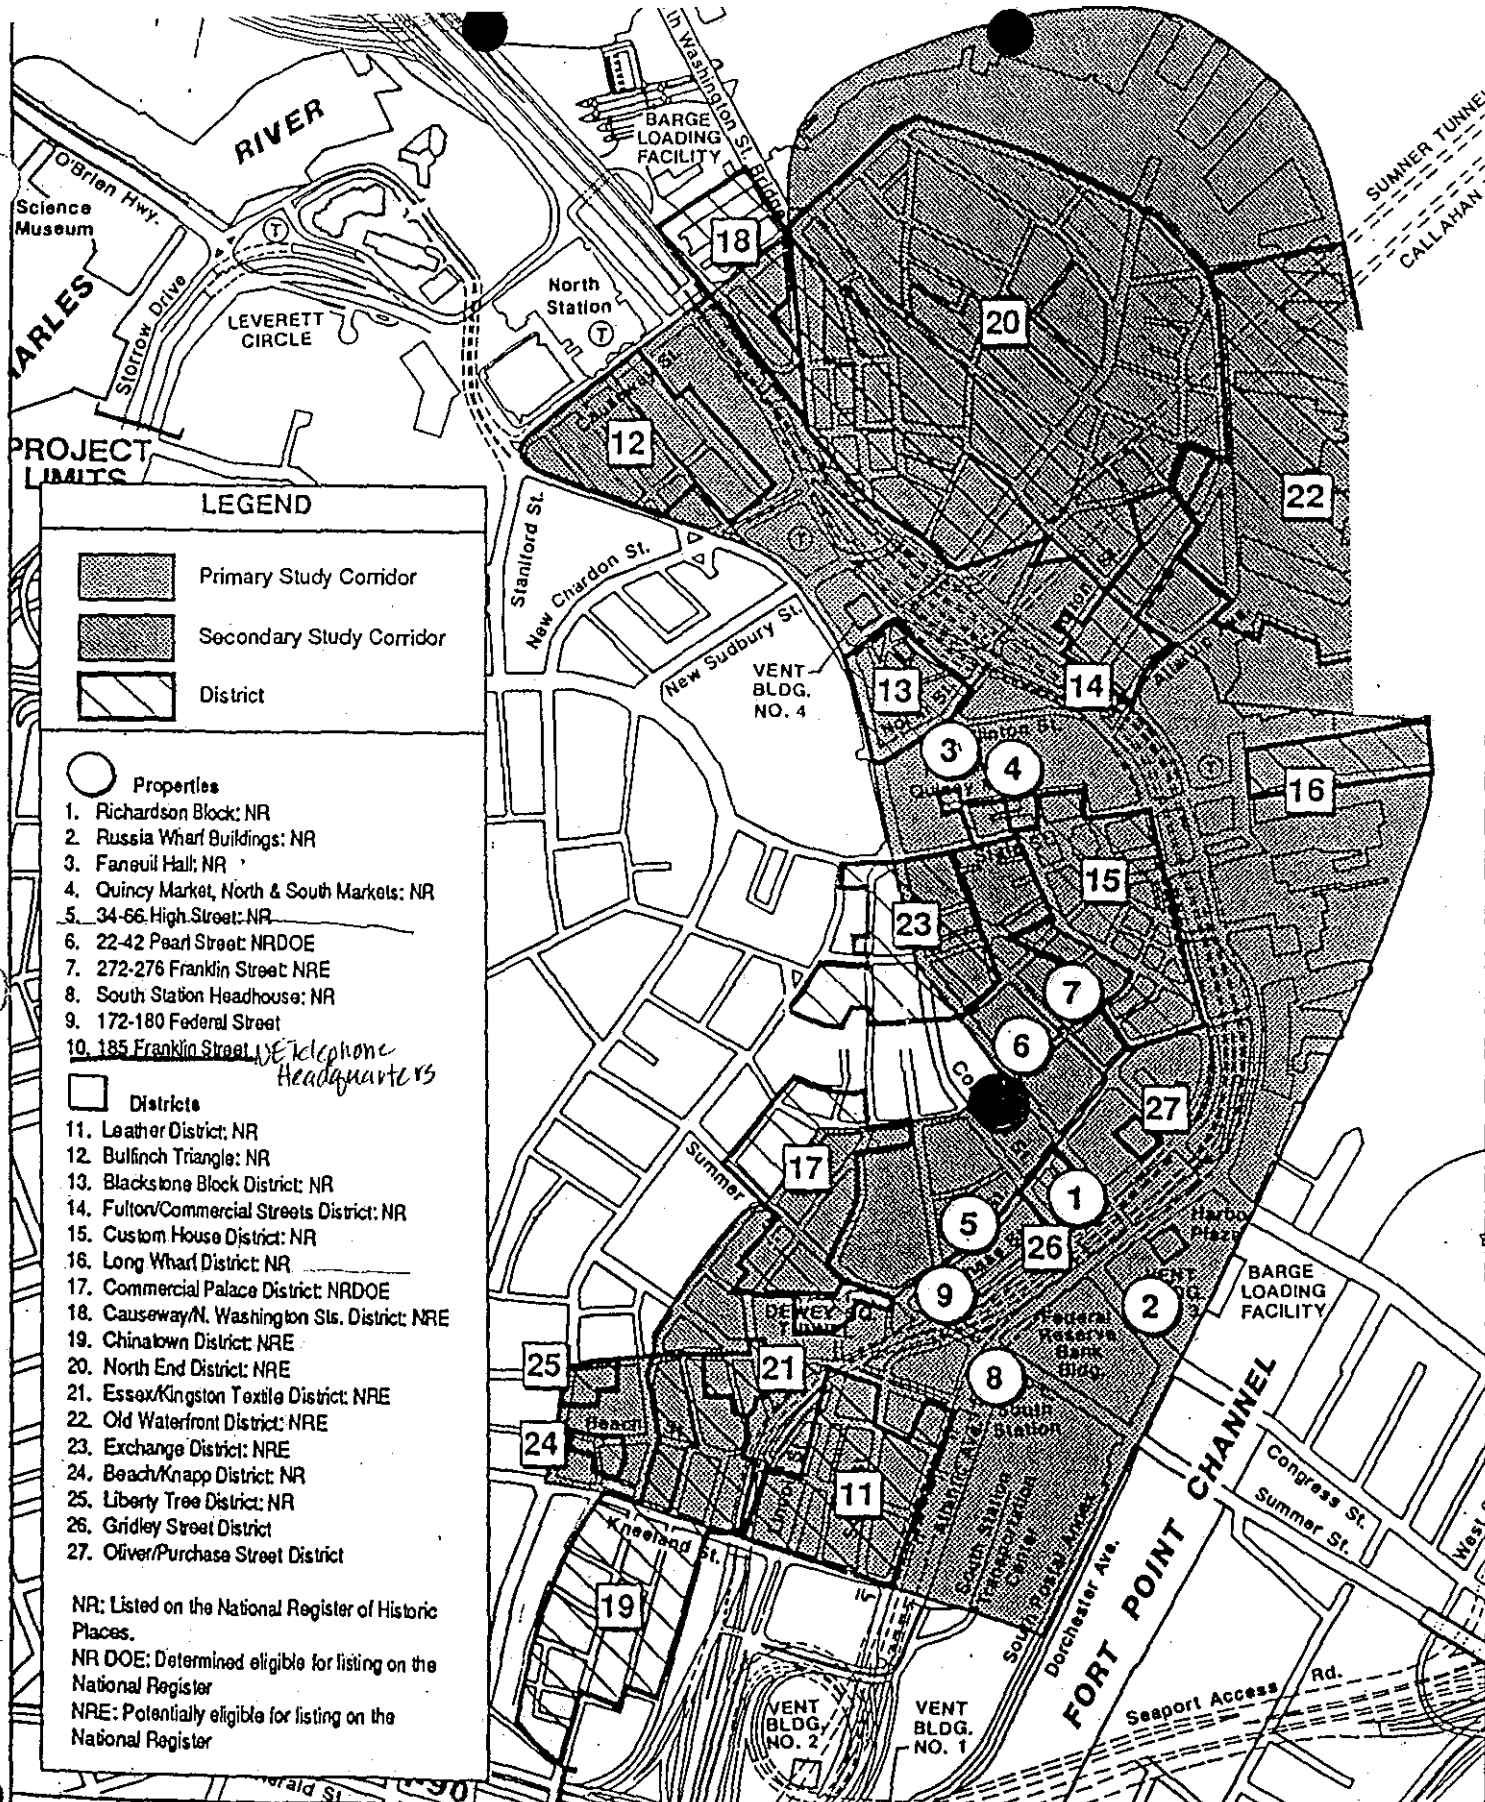 RIVER
O'Brien Hwy.
Science
Museum
Storrow Drive
LEVERETT
CIRCLE
PROJECT
LIMITS
BARGE
LOADING
FACILITY
Washington St. Bridge
North
Station
T
T
18
20
12
22
SUMNER TUNNEL
CALLAHAN
Causeway St.
Staniford St.
New Chardon St.
New Sudbury St.
T
VENT
BLDG.
NO. 4
13
14
3
4
16
T
State
15
23
7
6
27
17
Summer
1
5
26
9
2
BARGE
LOADING
FACILITY
DEWEY SQ.
Federal
Reserve
Bank
Bldg.
25
21
8
South
Station
24
Beach
11
Kneeland St.
19
FORT POINT CHANNEL
Congress St.
Summer St.
Dorchester Ave.
Atlantic Ave.
South Station
Transportation
South Postal Annex
Seaport Access Rd.
VENT
BLDG.
NO. 2
VENT
BLDG.
NO. 1
LEGEND
Primary Study Corridor
Secondary Study Corridor
District
Properties
1. Richardson Block: NR
2. Russia Wharf Buildings: NR
3. Faneuil Hall: NR
4. Quincy Market, North & South Markets: NR
5. 34-66 High Street: NR
6. 22-42 Pearl Street: NRDOE
7. 272-276 Franklin Street: NRE
8. South Station Headhouse: NR
9. 172-180 Federal Street
10. 185 Franklin Street NE Telephone
Headquarters
Districts
11. Leather District: NR
12. Bulfinch Triangle: NR
13. Blackstone Block District: NR
14. Fulton/Commercial Streets District: NR
15. Custom House District: NR
16. Long Wharf District: NR
17. Commercial Palace District: NRDOE
18. Causeway/N. Washington Sts. District: NRE
19. Chinatown District: NRE
20. North End District: NRE
21. Essex/Kingston Textile District: NRE
22. Old Waterfront District: NRE
23. Exchange District: NRE
24. Beach/Knapp District: NR
25. Liberty Tree District: NR
26. Gridley Street District
27. Oliver/Purchase Street District
NR: Listed on the National Register of Historic
Places.
NR DOE: Determined eligible for listing on the
National Register
NRE: Potentially eligible for listing on the
National Register